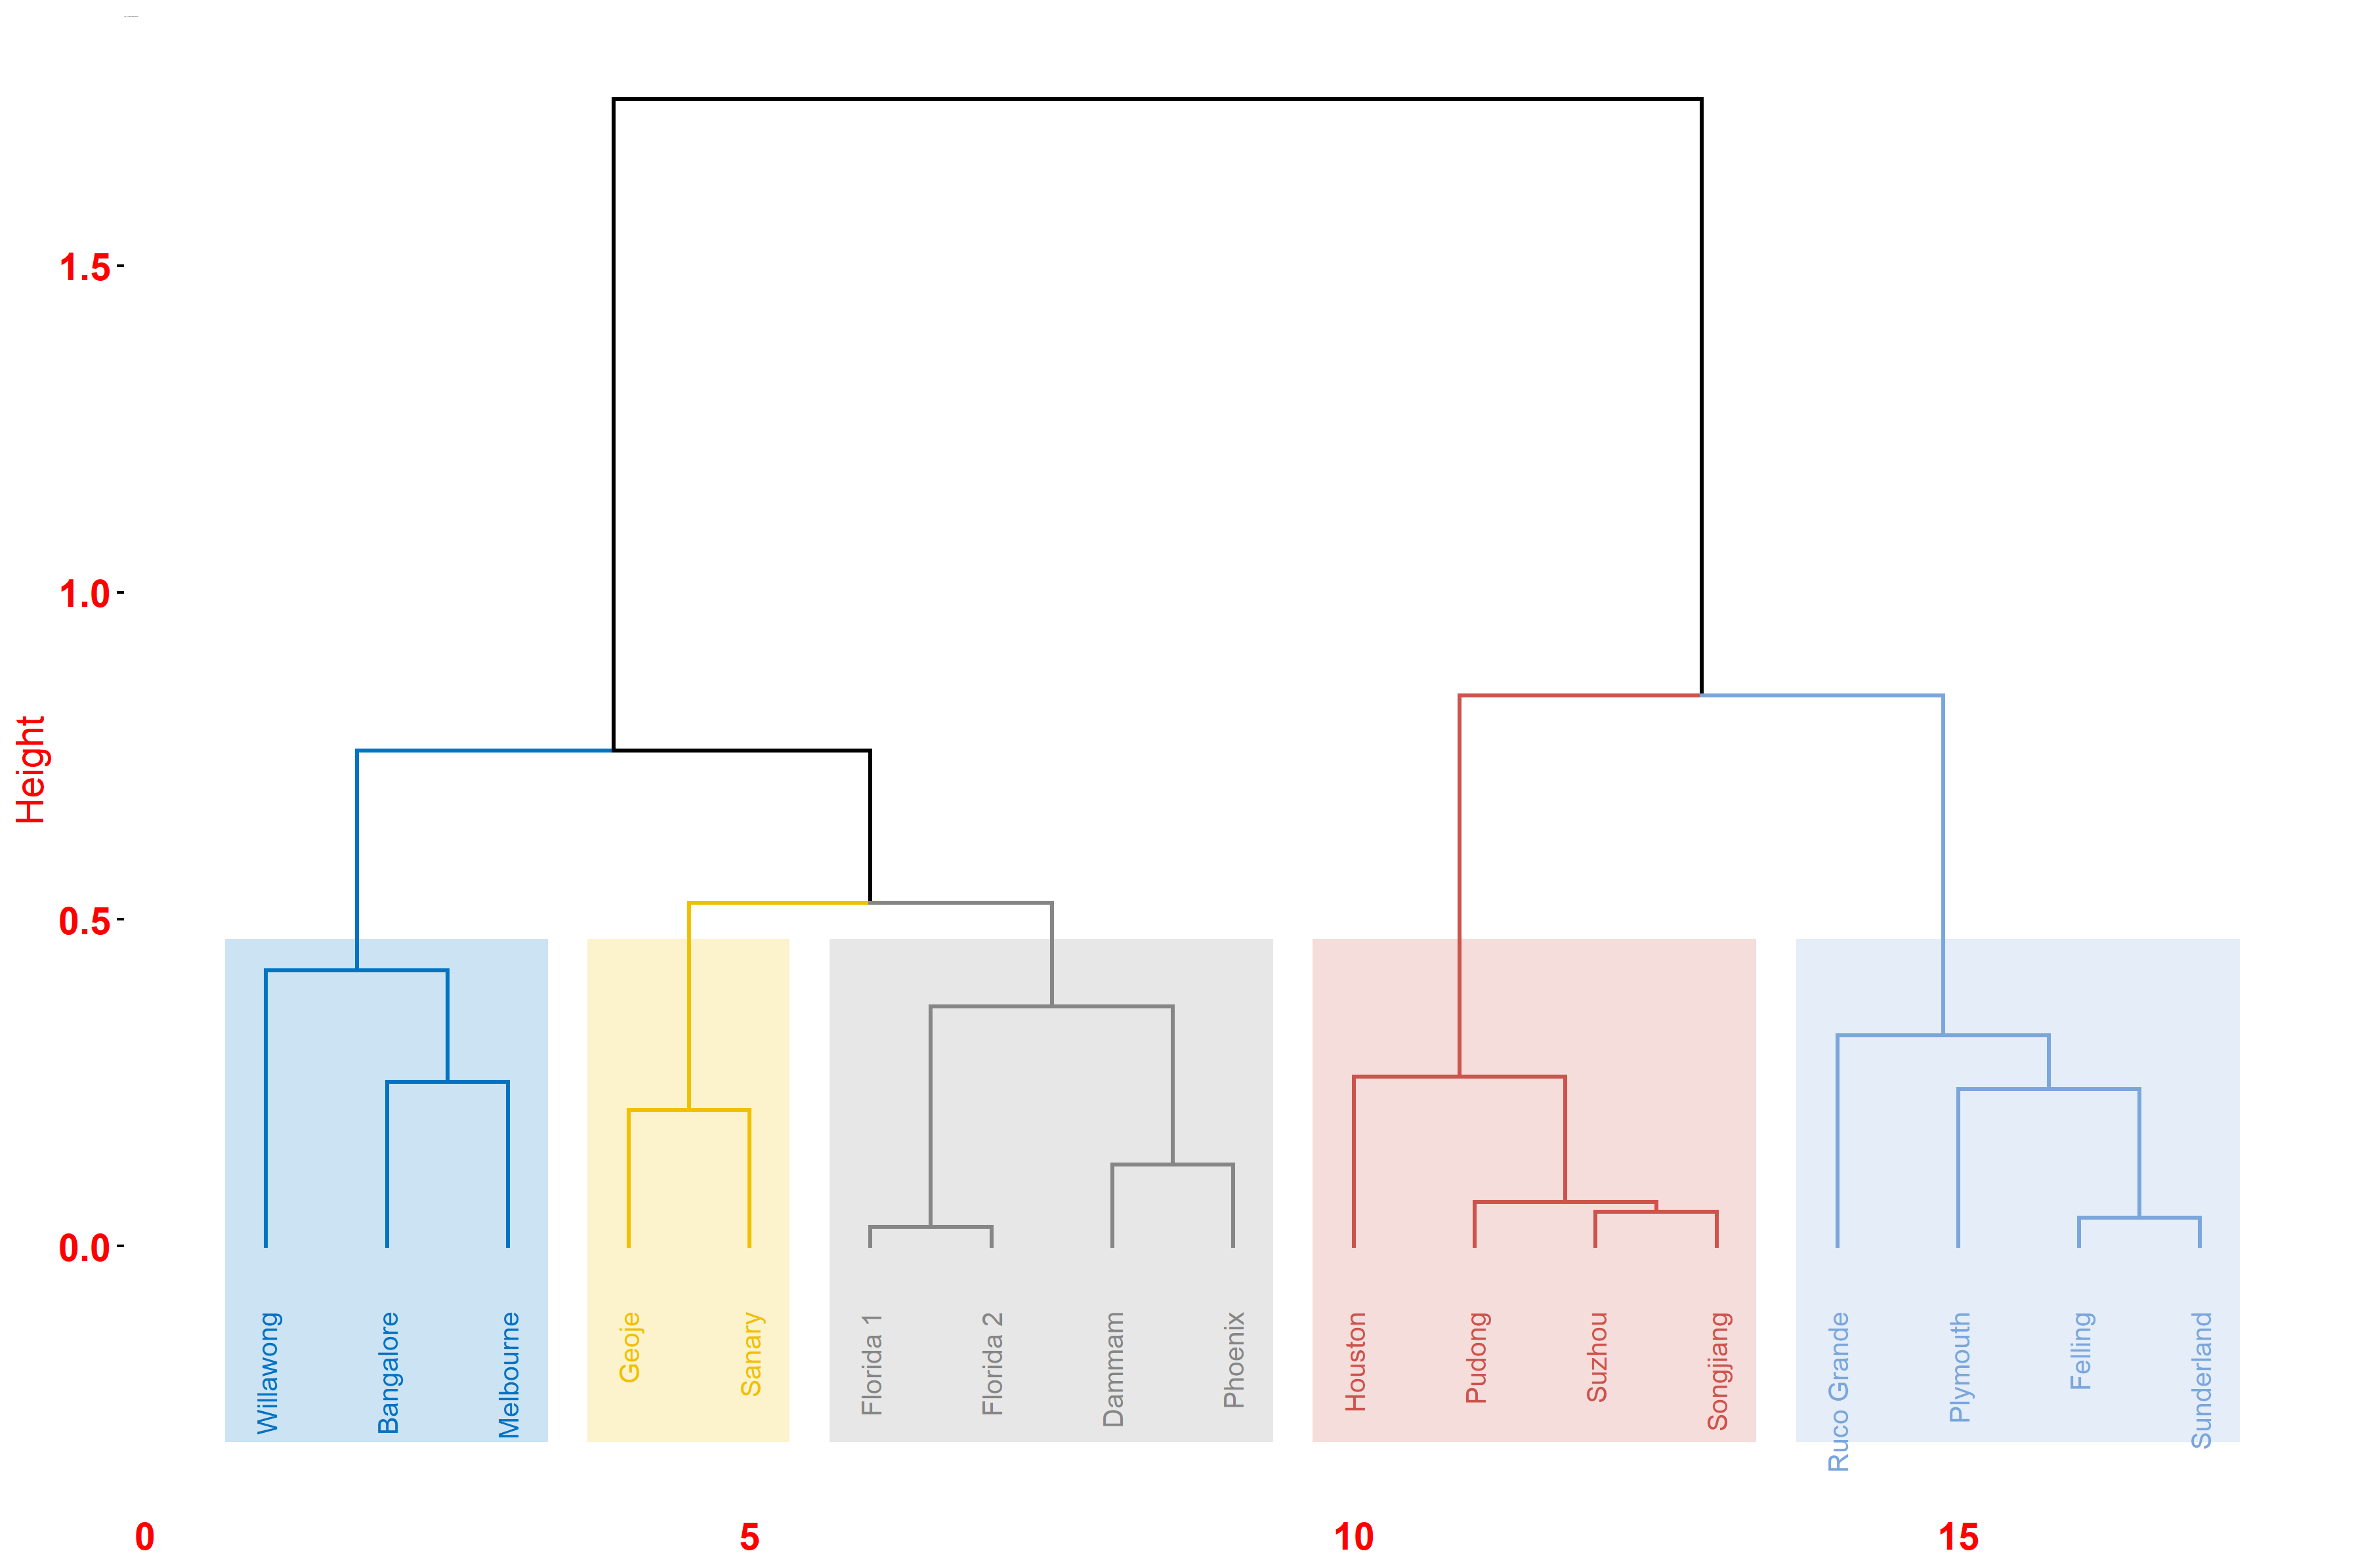 1.5
1.0
0.5
0.0
Height
Willawong
Bangalore
Melbourne
Geoje
Sanary
Florida 1
Florida 2
Dammam
Phoenix
Houston
Pudong
Suzhou
Songjiang
Ruco Grande
Plymouth
Felling
Sunderland
0 5 10 15